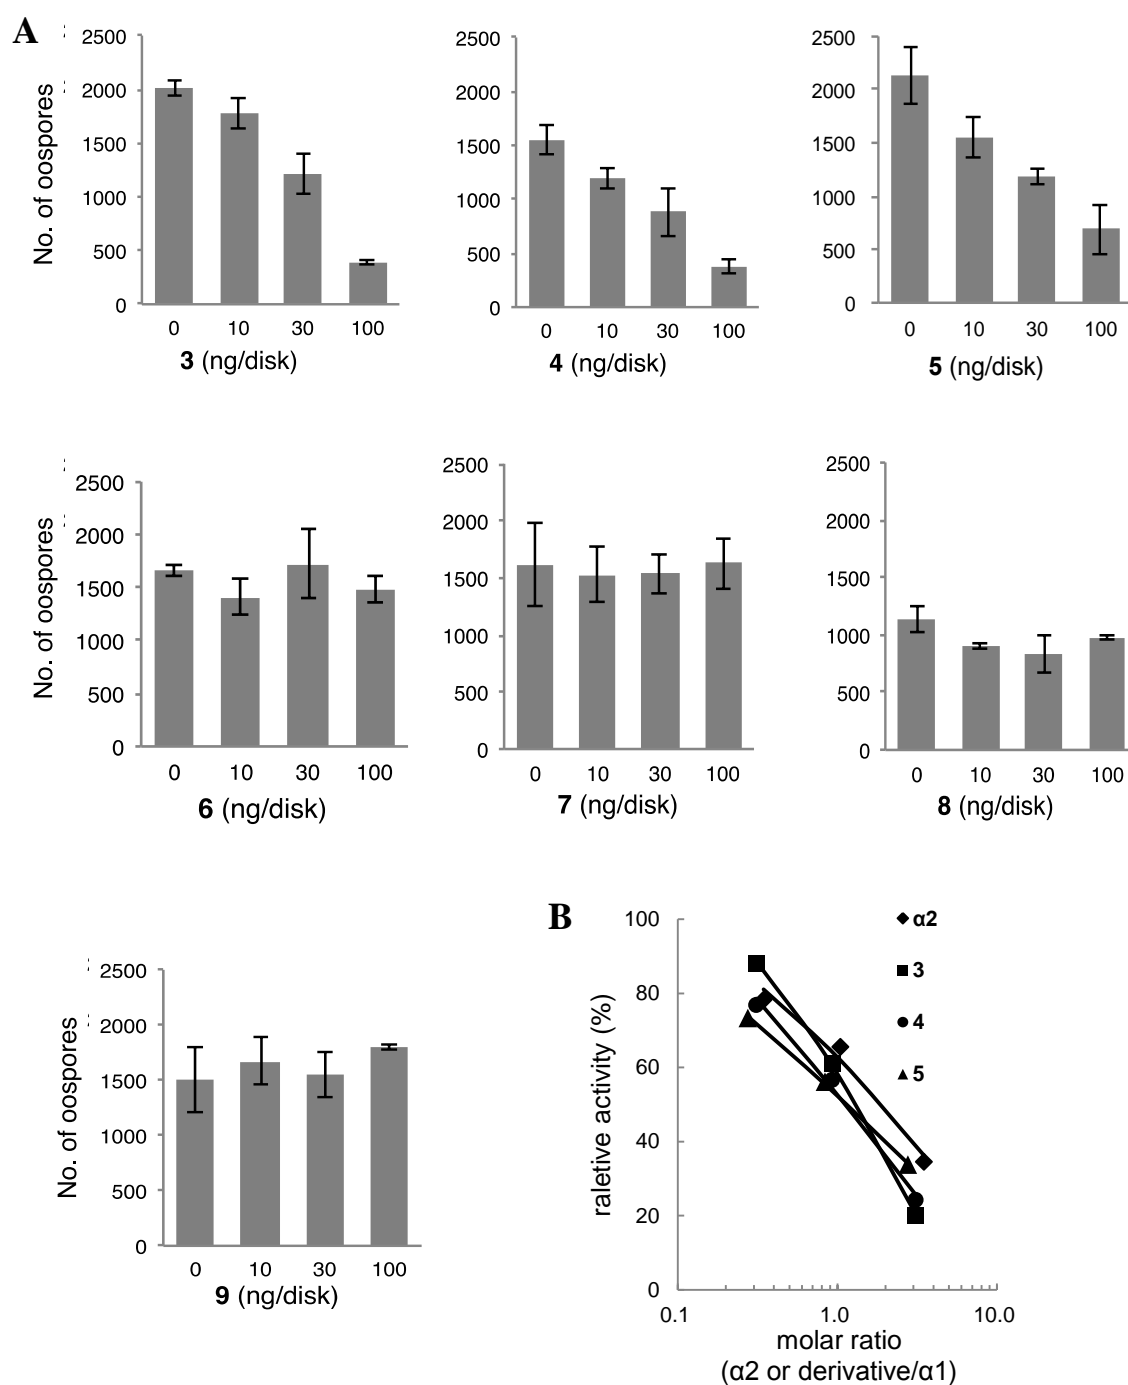 A
2500
2000
1500
1000
500
0
No. of oospores
0 10 30 100
3 (ng/disk)
2500
2000
1500
1000
500
0
0 10 30 100
4 (ng/disk)
2500
2000
1500
1000
500
0
0 10 30 100
5 (ng/disk)
2500
2000
1500
1000
500
0
No. of oospores
0 10 30 100
6 (ng/disk)
2500
2000
1500
1000
500
0
0 10 30 100
7 (ng/disk)
2500
2000
1500
1000
500
0
0 10 30 100
8 (ng/disk)
2500
2000
1500
1000
500
0
No. of oospores
0 10 30 100
9 (ng/disk)
B
100
80
60
40
20
0
raletive activity (%)
α2
3
4
5
0.1 1.0 10.0
molar ratio
(α2 or derivative/α1)